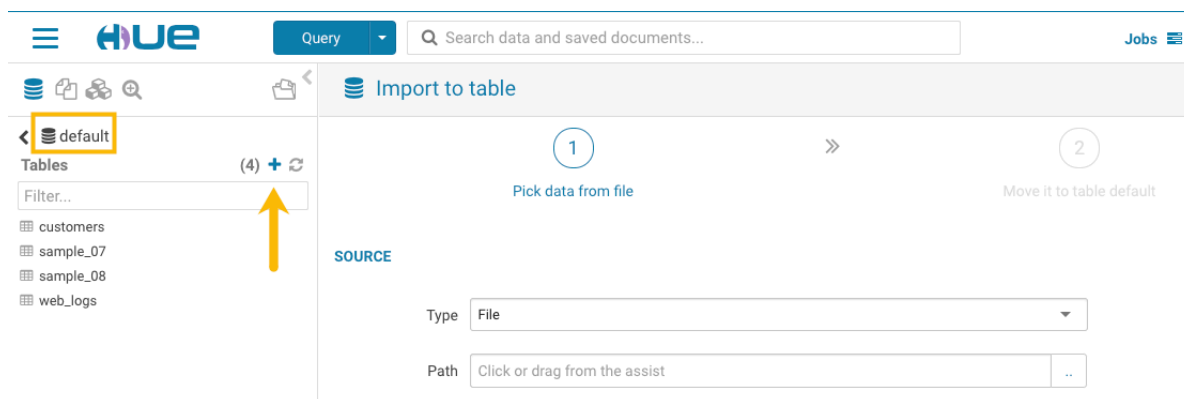 HUE
Query
Search data and saved documents...
Jobs
Import to table
default
Tables (4)
Filter...
customers
sample_07
sample_08
web_logs
1
2
Pick data from file
Move it to table default
SOURCE
Type File
Path Click or drag from the assist ..